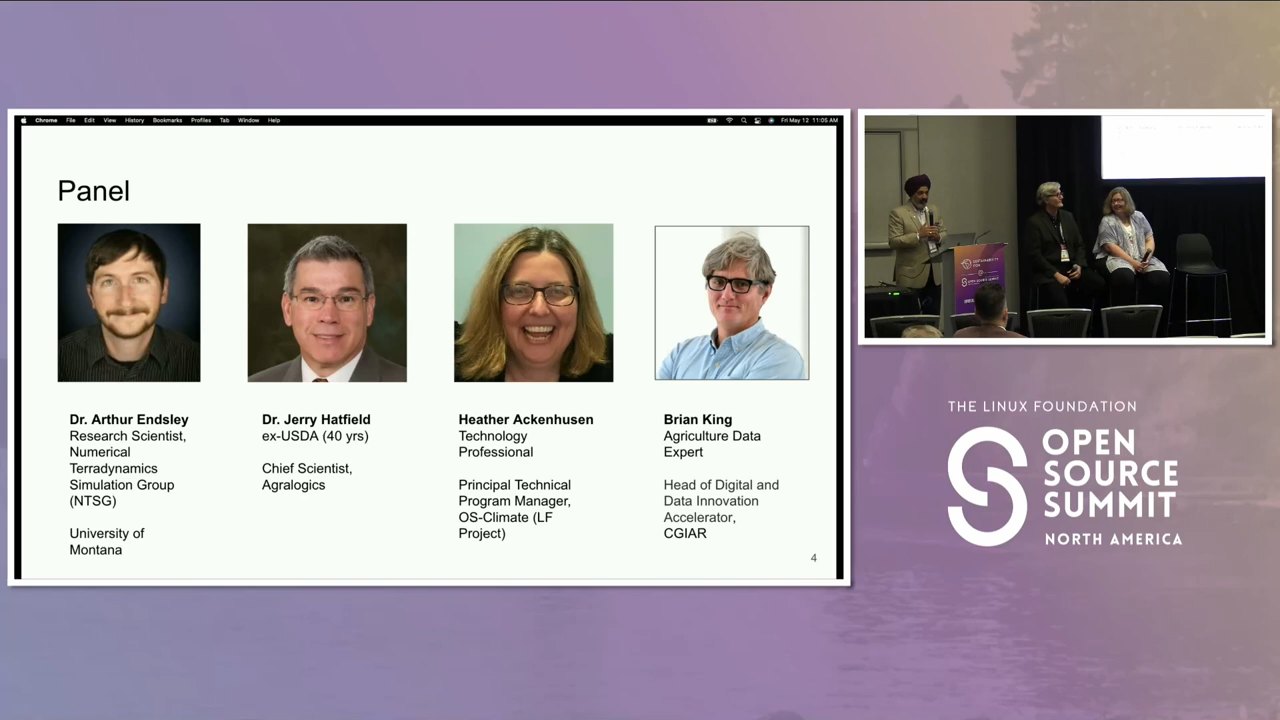 Chrome File Edit View History Bookmarks Profiles Tab Window Help
Fri May 12 11:05 AM
Panel
Dr. Arthur Endsley
Research Scientist,
Numerical
Terradynamics
Simulation Group
(NTSG)
University of
Montana
Dr. Jerry Hatfield
ex-USDA (40 yrs)
Chief Scientist,
Agralogics
Heather Ackenhusen
Technology
Professional
Principal Technical
Program Manager,
OS-Climate (LF
Project)
Brian King
Agriculture Data
Expert
Head of Digital and
Data Innovation
Accelerator,
CGIAR
4
THE LINUX FOUNDATION
OPEN
SOURCE
SUMMIT
NORTH AMERICA